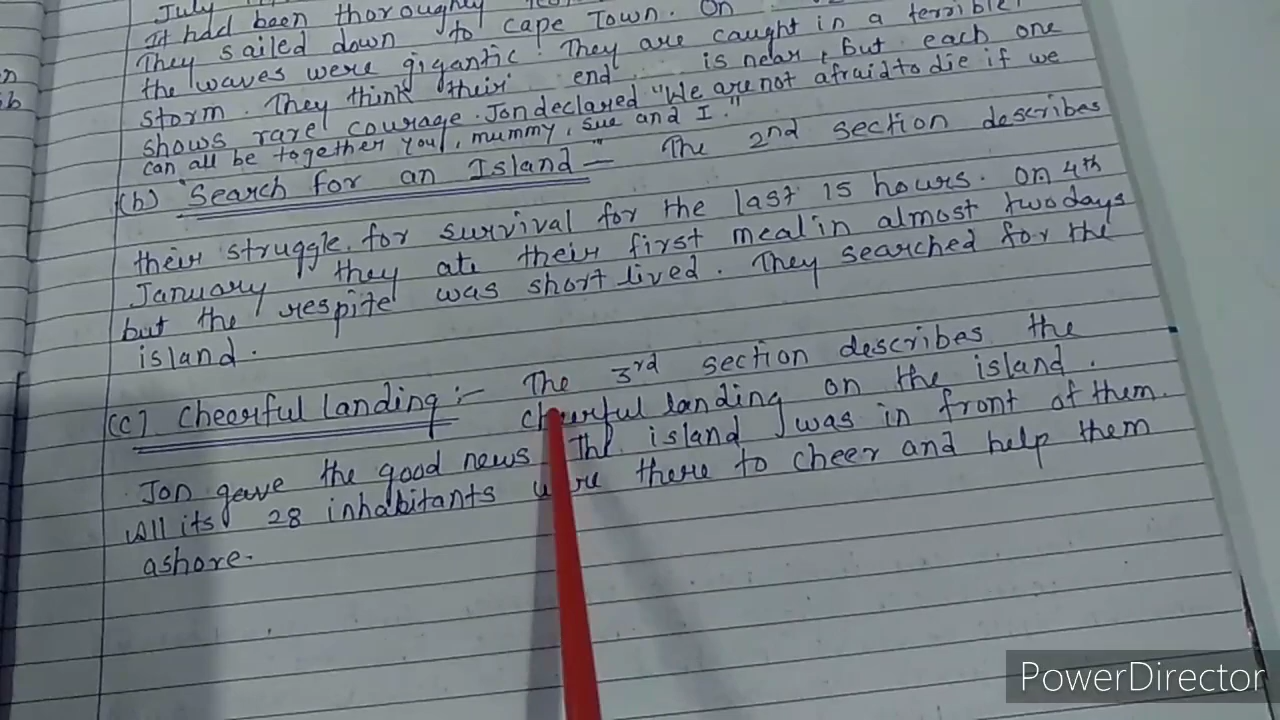 July
It had been thoroughly
They sailed down to Cape Town. On
the waves were gigantic. They are caught in a terrible
storm. They think their end is near, but each one
shows rare courage. Jon declared "We are not afraid to die if we
can all be together you, mummy, sue and I."
(b) "Search for an Island" - The 2nd section describes
their struggle for survival for the last 15 hours. On 4th
January they ate their first meal in almost two days
but the respite was short lived. They searched for the
island.
(c) Cheerful landing :- The 3rd section describes the
cheerful landing on the island.
Jon gave the good news. The island was in front of them.
All its 28 inhabitants were there to cheer and help them
ashore.
PowerDirector